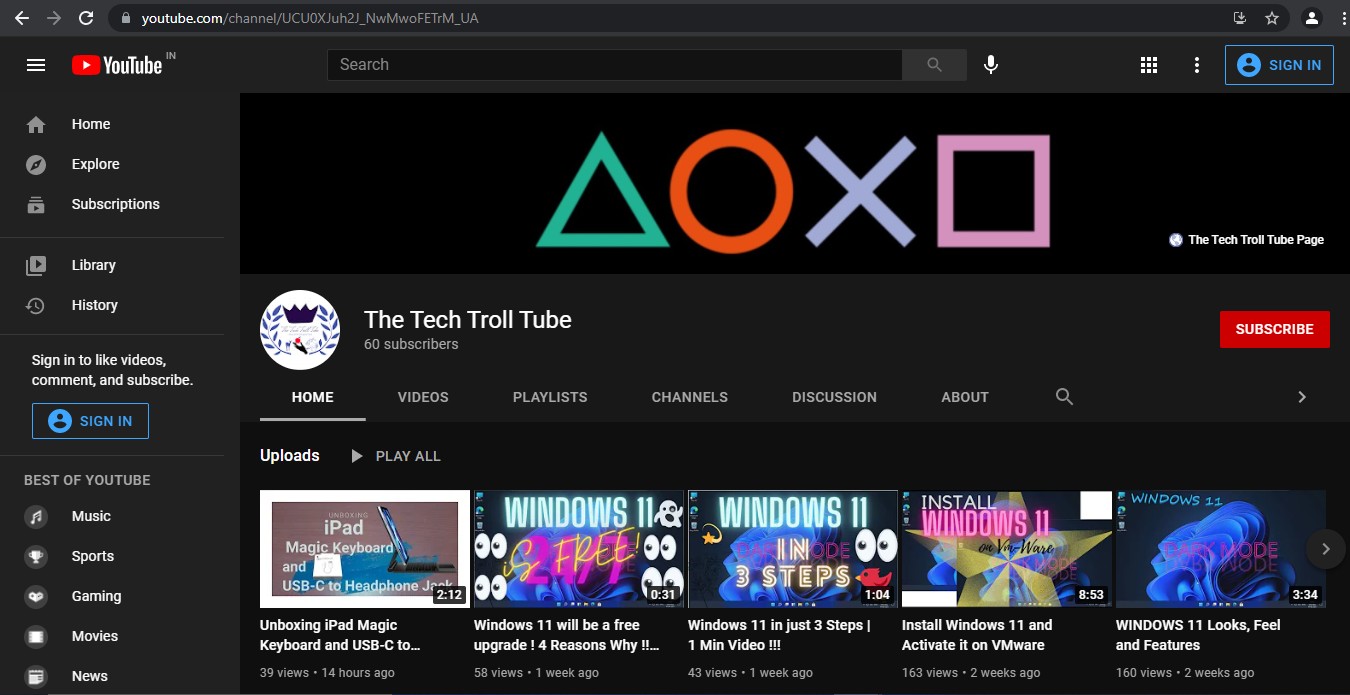 youtube.com/channel/UCU0XJuh2J_NwMwoFETrM_UA
YouTube IN
Search
SIGN IN
Home
Explore
Subscriptions
Library
History
Sign in to like videos,
comment, and subscribe.
SIGN IN
BEST OF YOUTUBE
Music
Sports
Gaming
Movies
News
The Tech Troll Tube Page
The Tech Troll Tube
60 subscribers
SUBSCRIBE
HOME VIDEOS PLAYLISTS CHANNELS DISCUSSION ABOUT
Uploads PLAY ALL
UNBOXING
iPad
Magic Keyboard
and
USB-C to Headphone Jack
2:12
Unboxing iPad Magic
Keyboard and USB-C to...
39 views • 14 hours ago
WINDOWS 11
iS FREE!
24/7
0:31
Windows 11 will be a free
upgrade ! 4 Reasons Why !!...
58 views • 1 week ago
WINDOWS 11
DARK MODE
IN
3 STEPS
1:04
Windows 11 in just 3 Steps |
1 Min Video !!!
43 views • 1 week ago
INSTALL
WINDOWS 11
on Vm-Ware
8:53
Install Windows 11 and
Activate it on VMware
163 views • 2 weeks ago
WINDOWS 11
DARK MODE
3:34
WINDOWS 11 Looks, Feel
and Features
160 views • 2 weeks ago